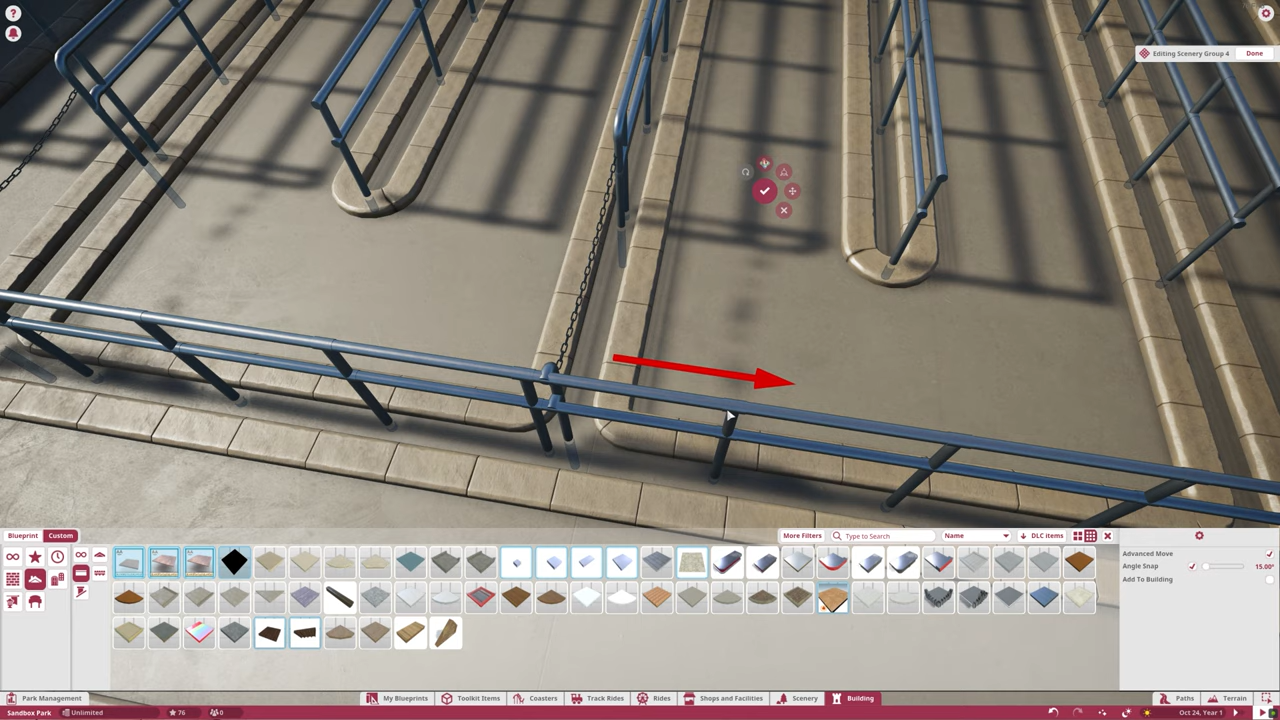 Editing Scenery Group 4 Done
Blueprint Custom
More Filters Type to Search Name DLC items
Advanced Move
Angle Snap 15.00°
Add To Building
Park Management My Blueprints Toolkit Items Coasters Track Rides Rides Shops and Facilities Scenery Building Paths Terrain
Sandbox Park Unlimited 76 0 Oct 24, Year 1